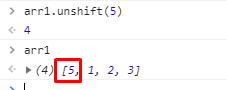 > arr1.unshift(5)
<· 4
> arr1
<· ▶ (4) [5, 1, 2, 3]
>